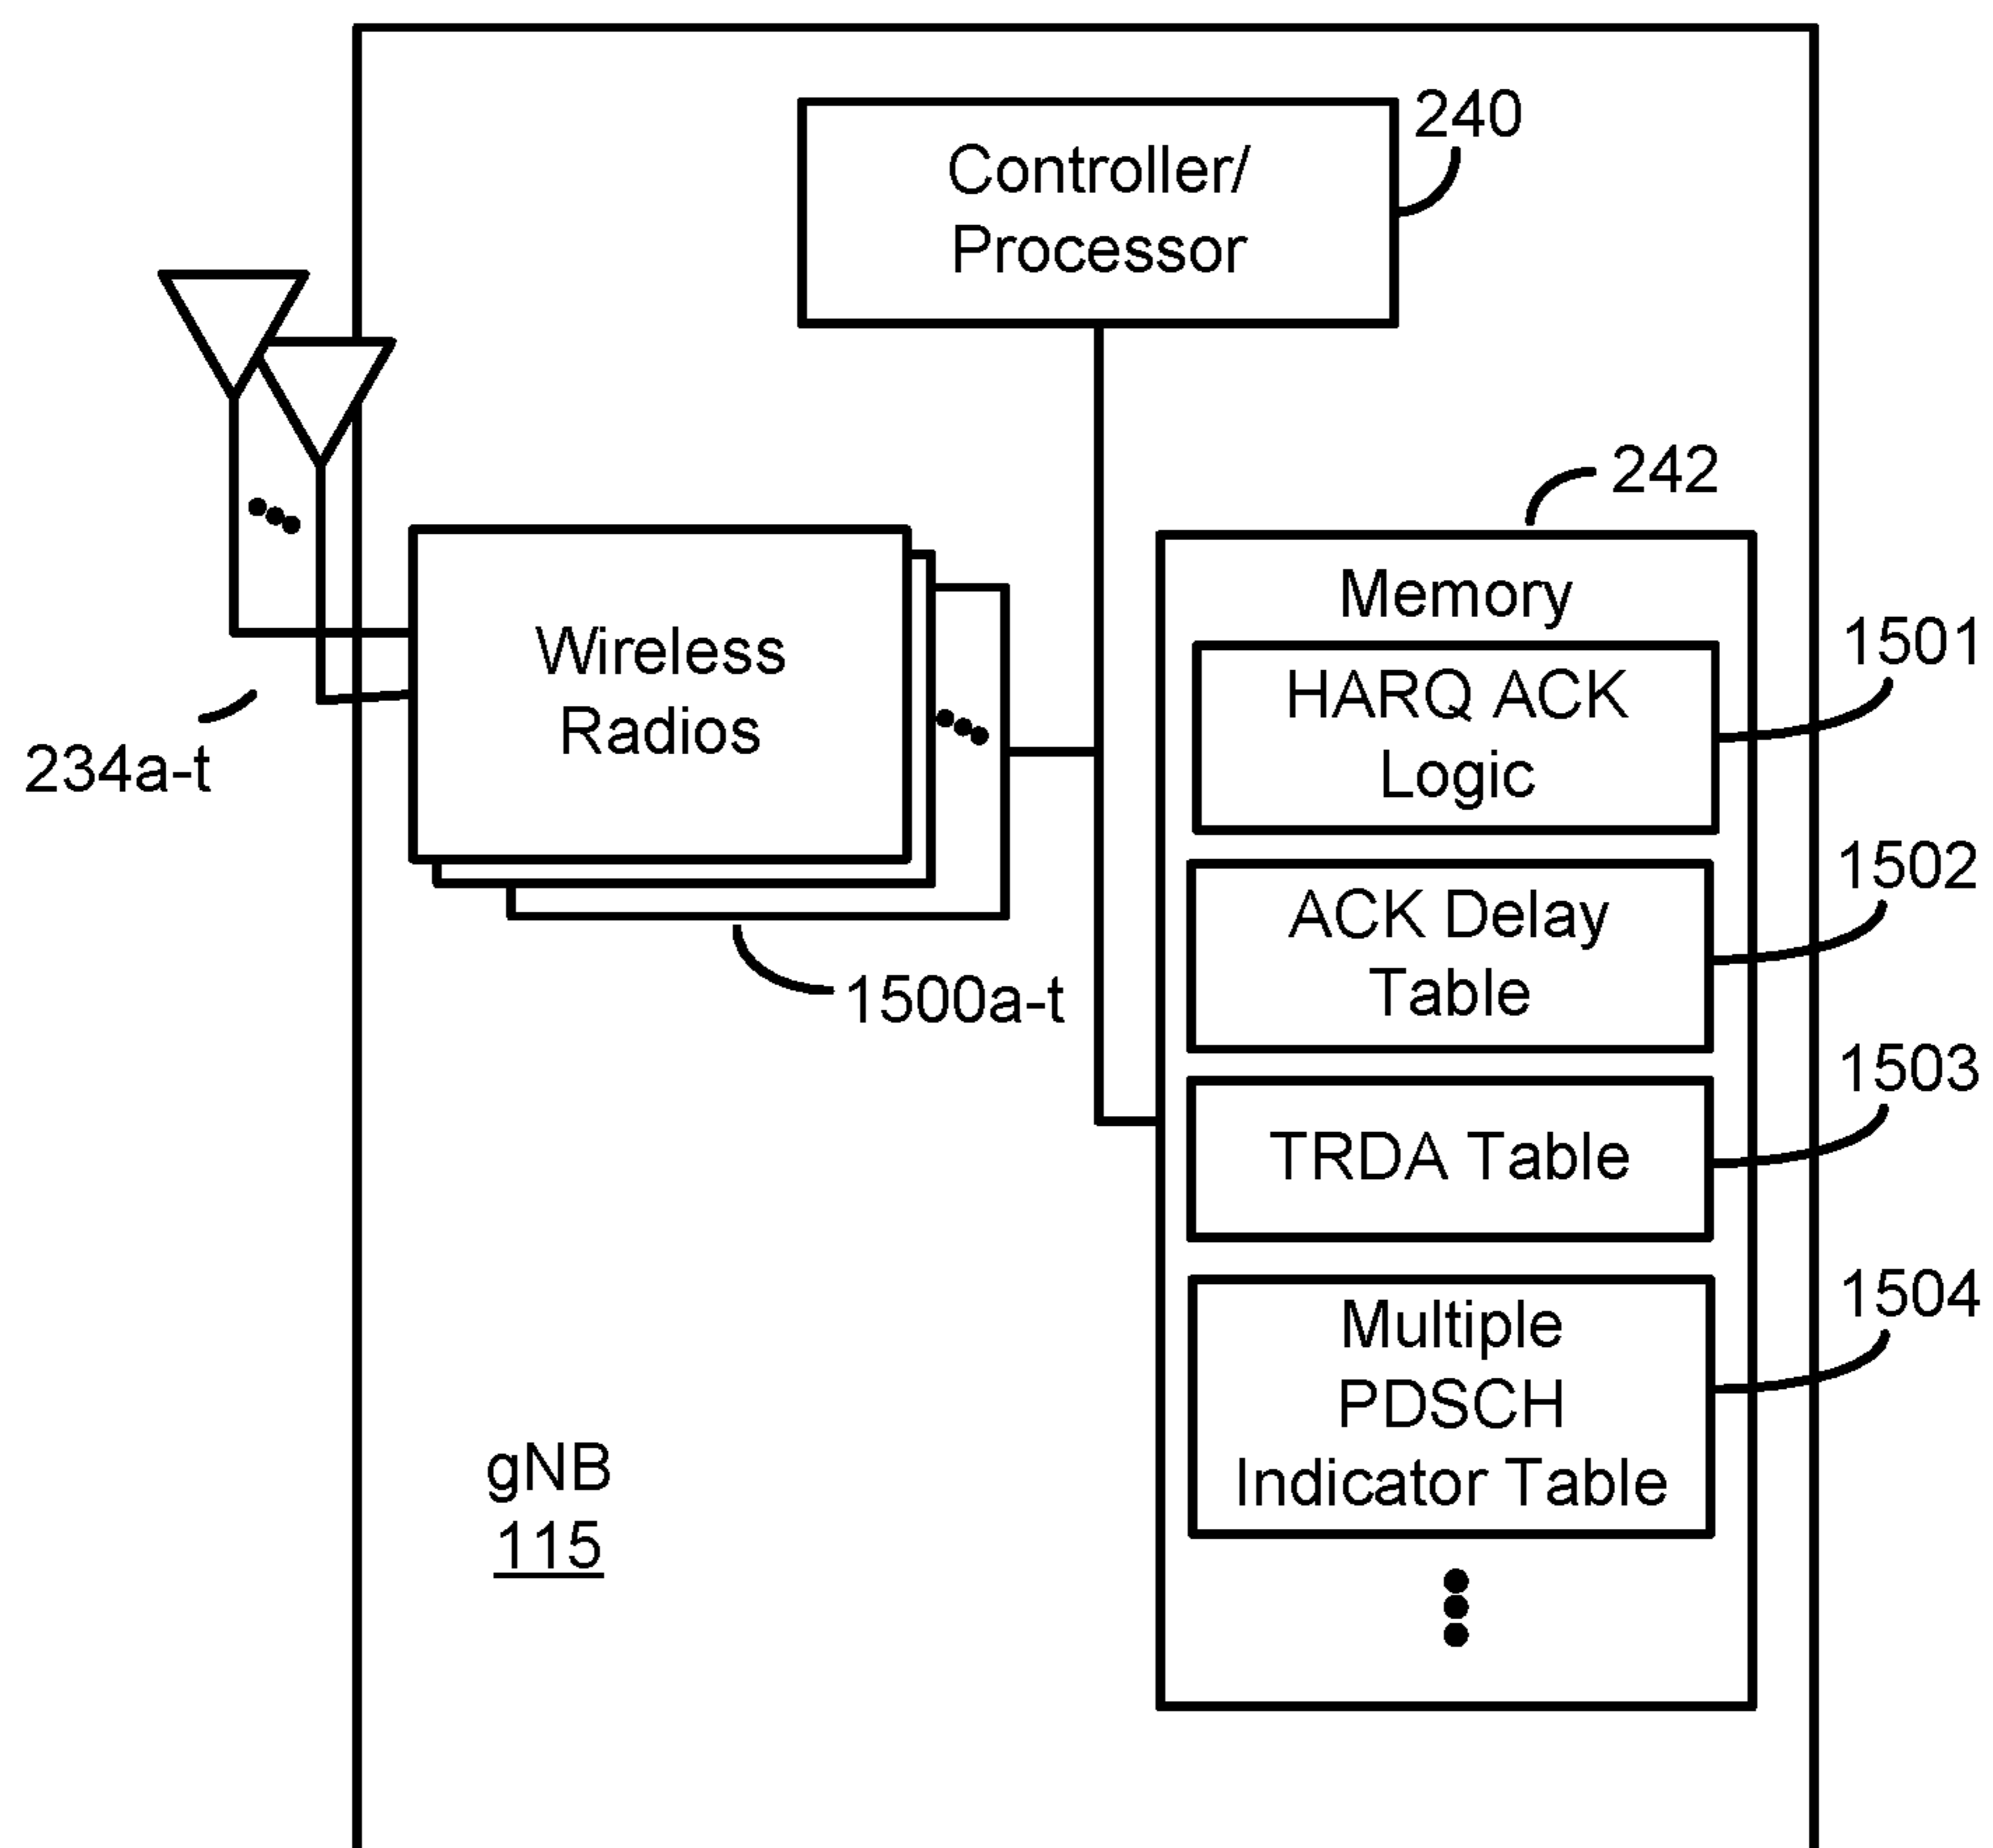 240
Controller/
Processor
242
Memory
1501
HARQ ACK
Logic
Wireless
Radios
234a-t
1502
ACK Delay
Table
1500a-t
1503
TRDA Table
1504
Multiple
PDSCH
Indicator Table
gNB
115